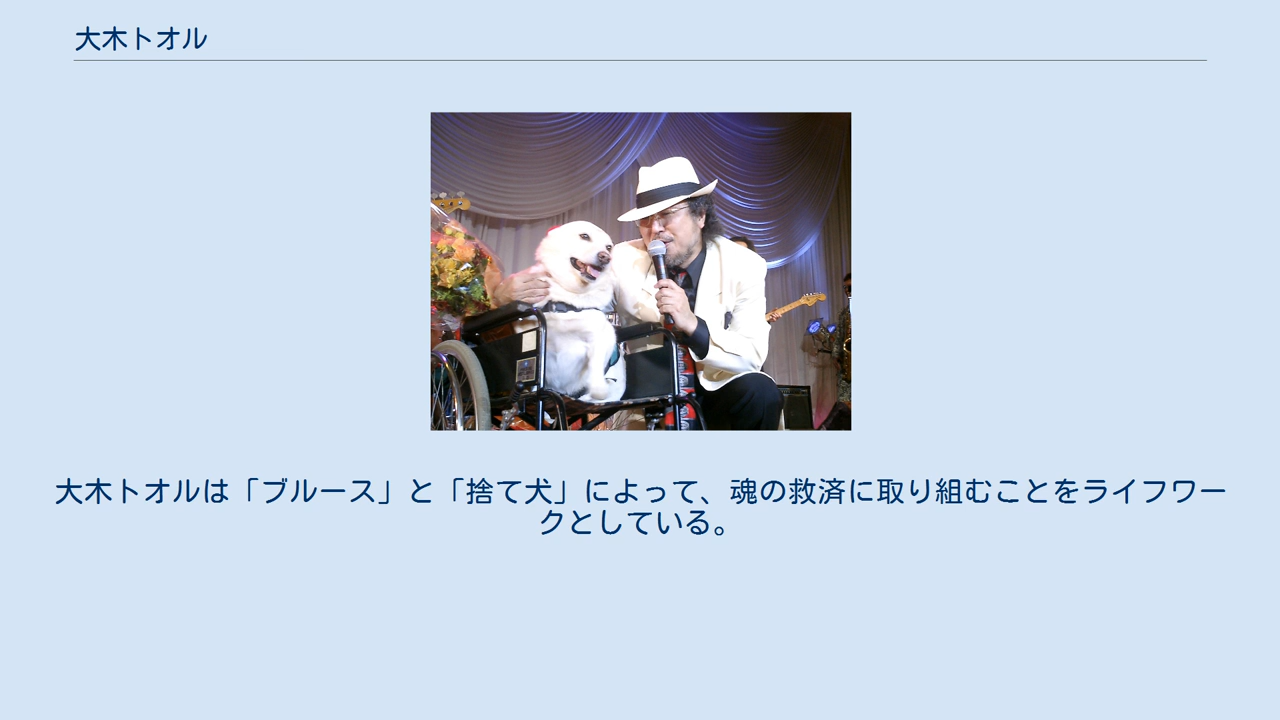 大木トオル
大木トオルは「ブルース」と「捨て犬」によって、魂の救済に取り組むことをライフワー
クとしている。